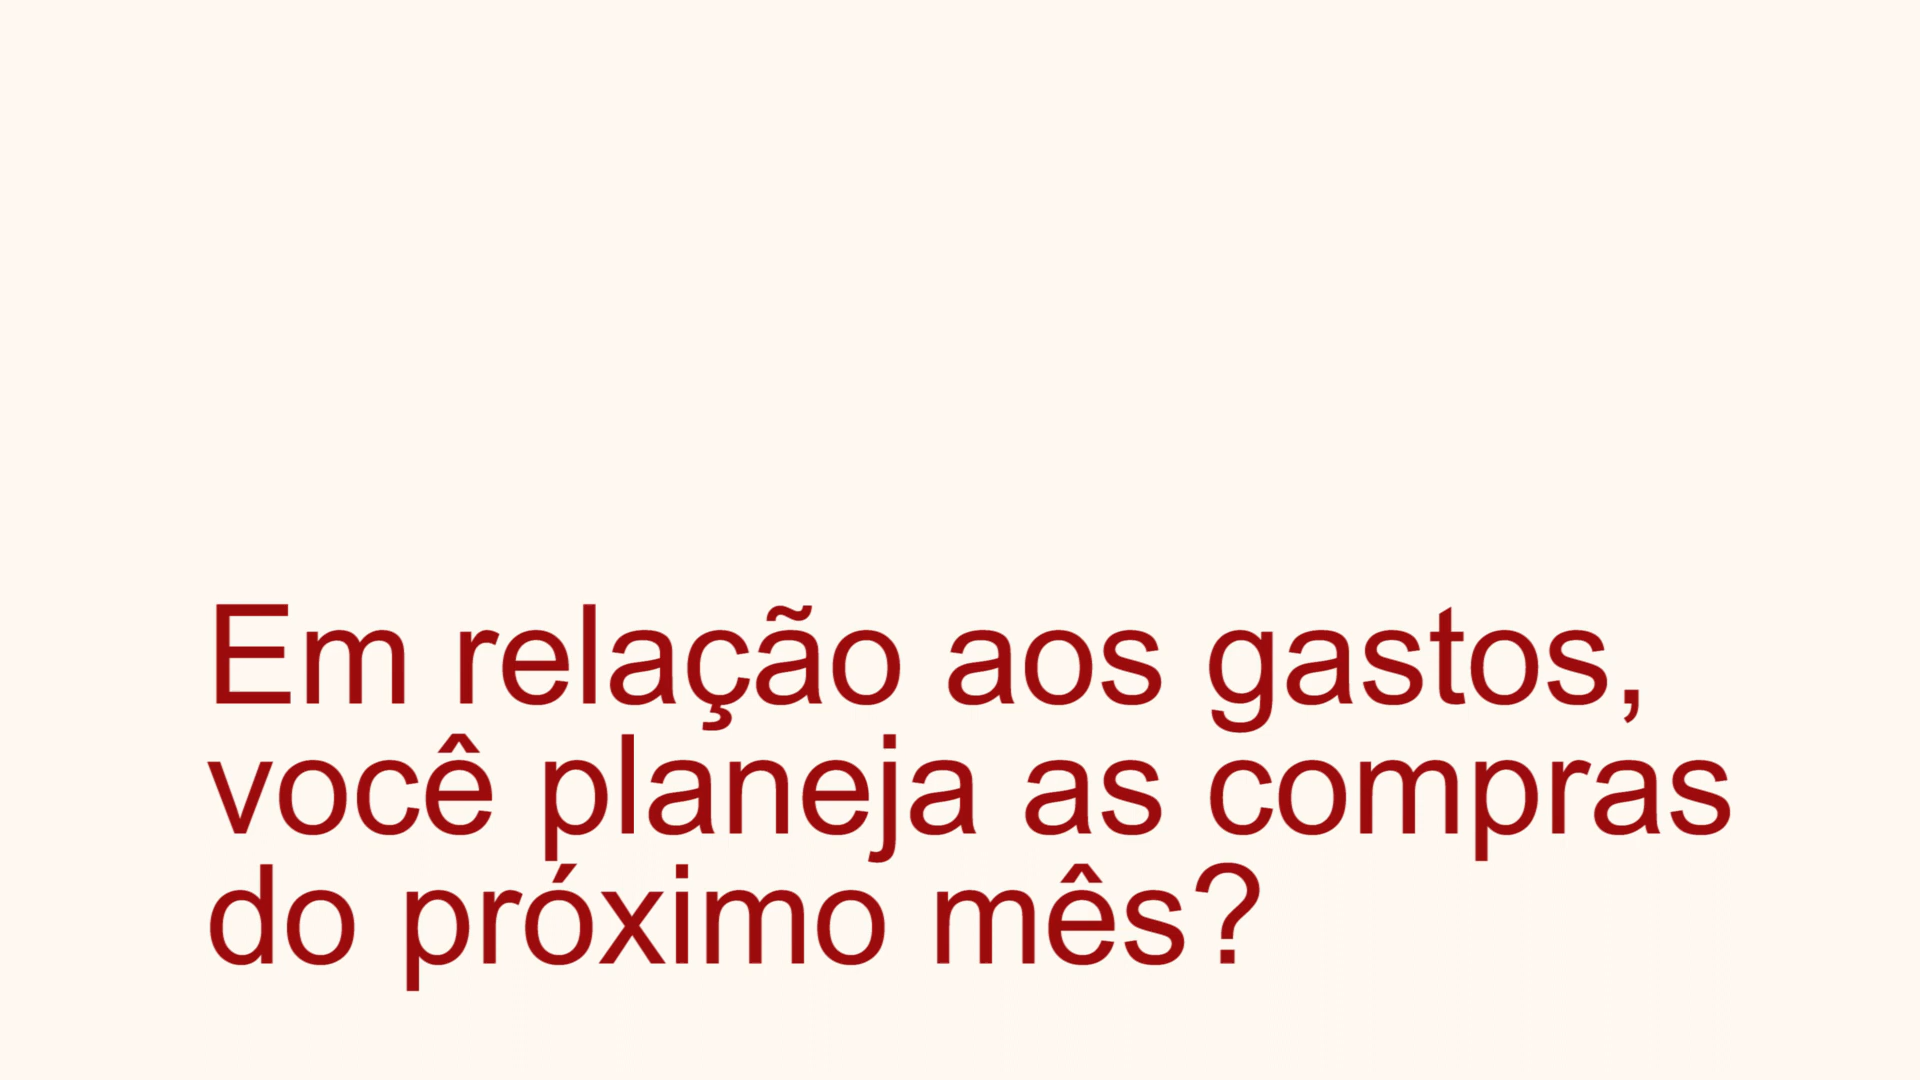 Em relação aos gastos,
você planeja as compras
do próximo mês?